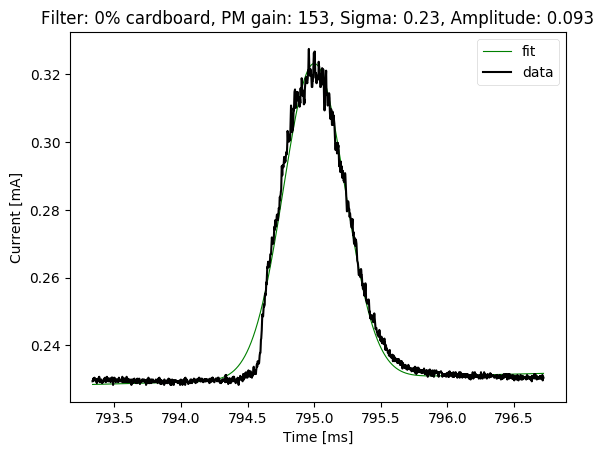 Filter: 0% cardboard, PM gain: 153, Sigma: 0.23, Amplitude: 0.093
fit
data
0.32
0.30
0.28
0.26
0.24
Current [mA]
793.5 794.0 794.5 795.0 795.5 796.0 796.5
Time [ms]